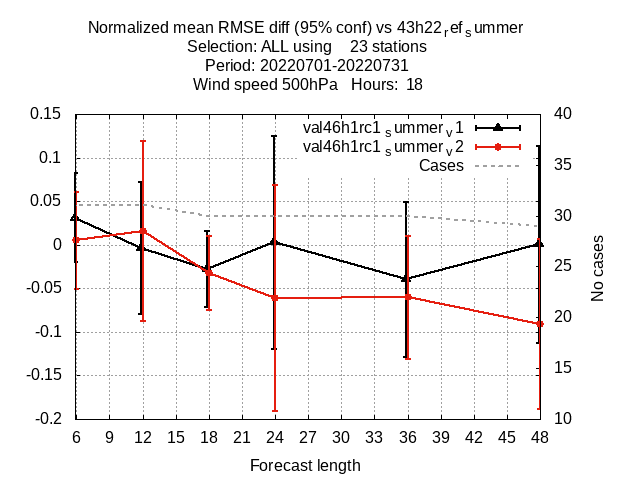 Normalized mean RMSE diff (95% conf) vs 43h22ᵣefₛummer
Selection: ALL using 23 stations
Period: 20220701-20220731
Wind speed 500hPa Hours: 18
val46h1rc1ₛummerᵥ1
val46h1rc1ₛummerᵥ2
Cases
0.15
0.1
0.05
0
-0.05
-0.1
-0.15
-0.2
40
35
30
25
20
15
10
No cases
6 9 12 15 18 21 24 27 30 33 36 39 42 45 48
Forecast length